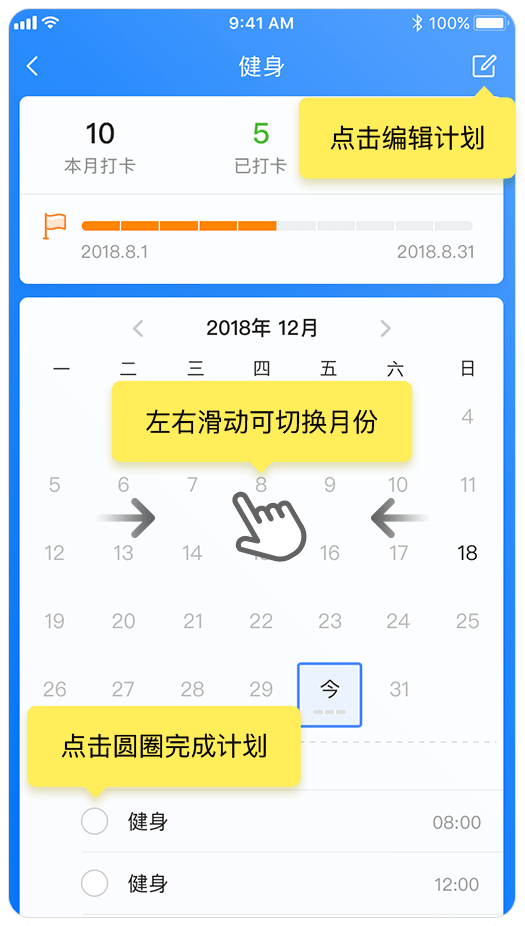 9:41 AM 100%
健身
10 5
本月打卡 已打卡
点击编辑计划
2018.8.1 2018.8.31
2018年 12月
一 二 三 四 五 六 日
4
左右滑动可切换月份
5 6 7 8 9 10 11
12 13 14 16 17 18
19 20 21 22 23 24 25
26 27 28 29 今 31
点击圆圈完成计划
健身 08:00
健身 12:00